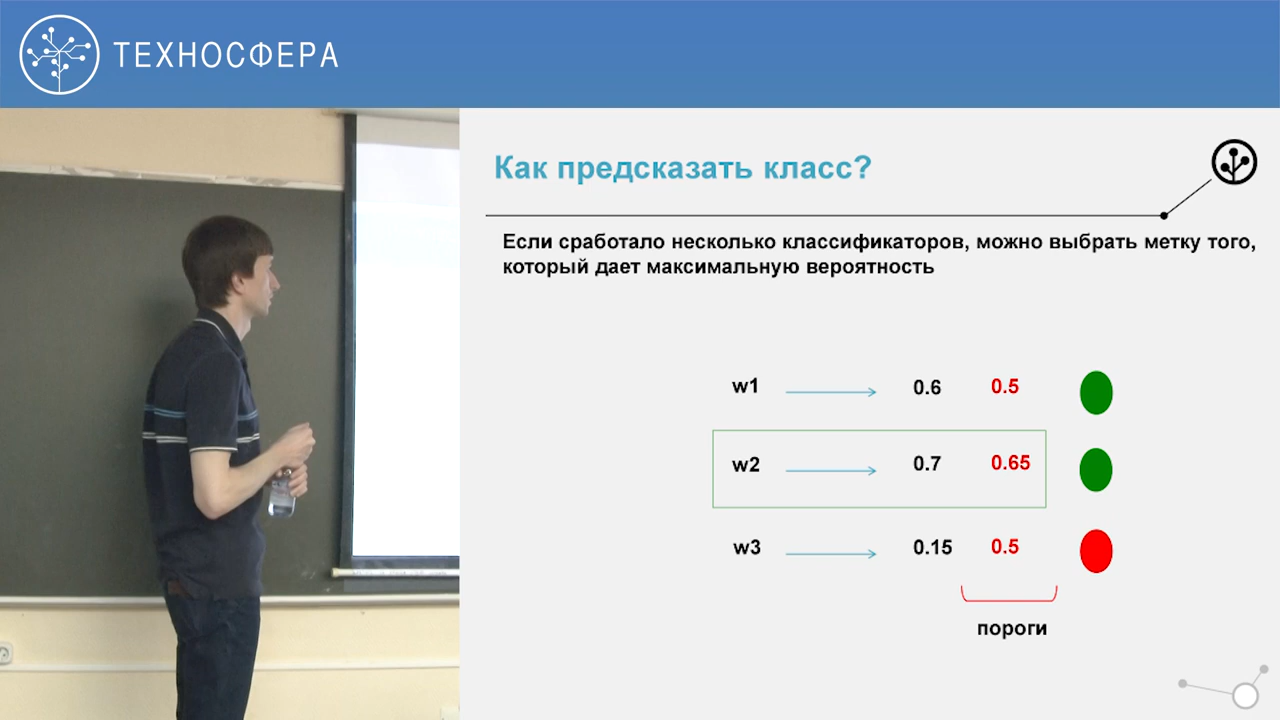 ТЕХНОСФЕРА
Как предсказать класс?
Если сработало несколько классификаторов, можно выбрать метку того,
который дает максимальную вероятность
w1 0.6 0.5
w2 0.7 0.65
w3 0.15 0.5
пороги